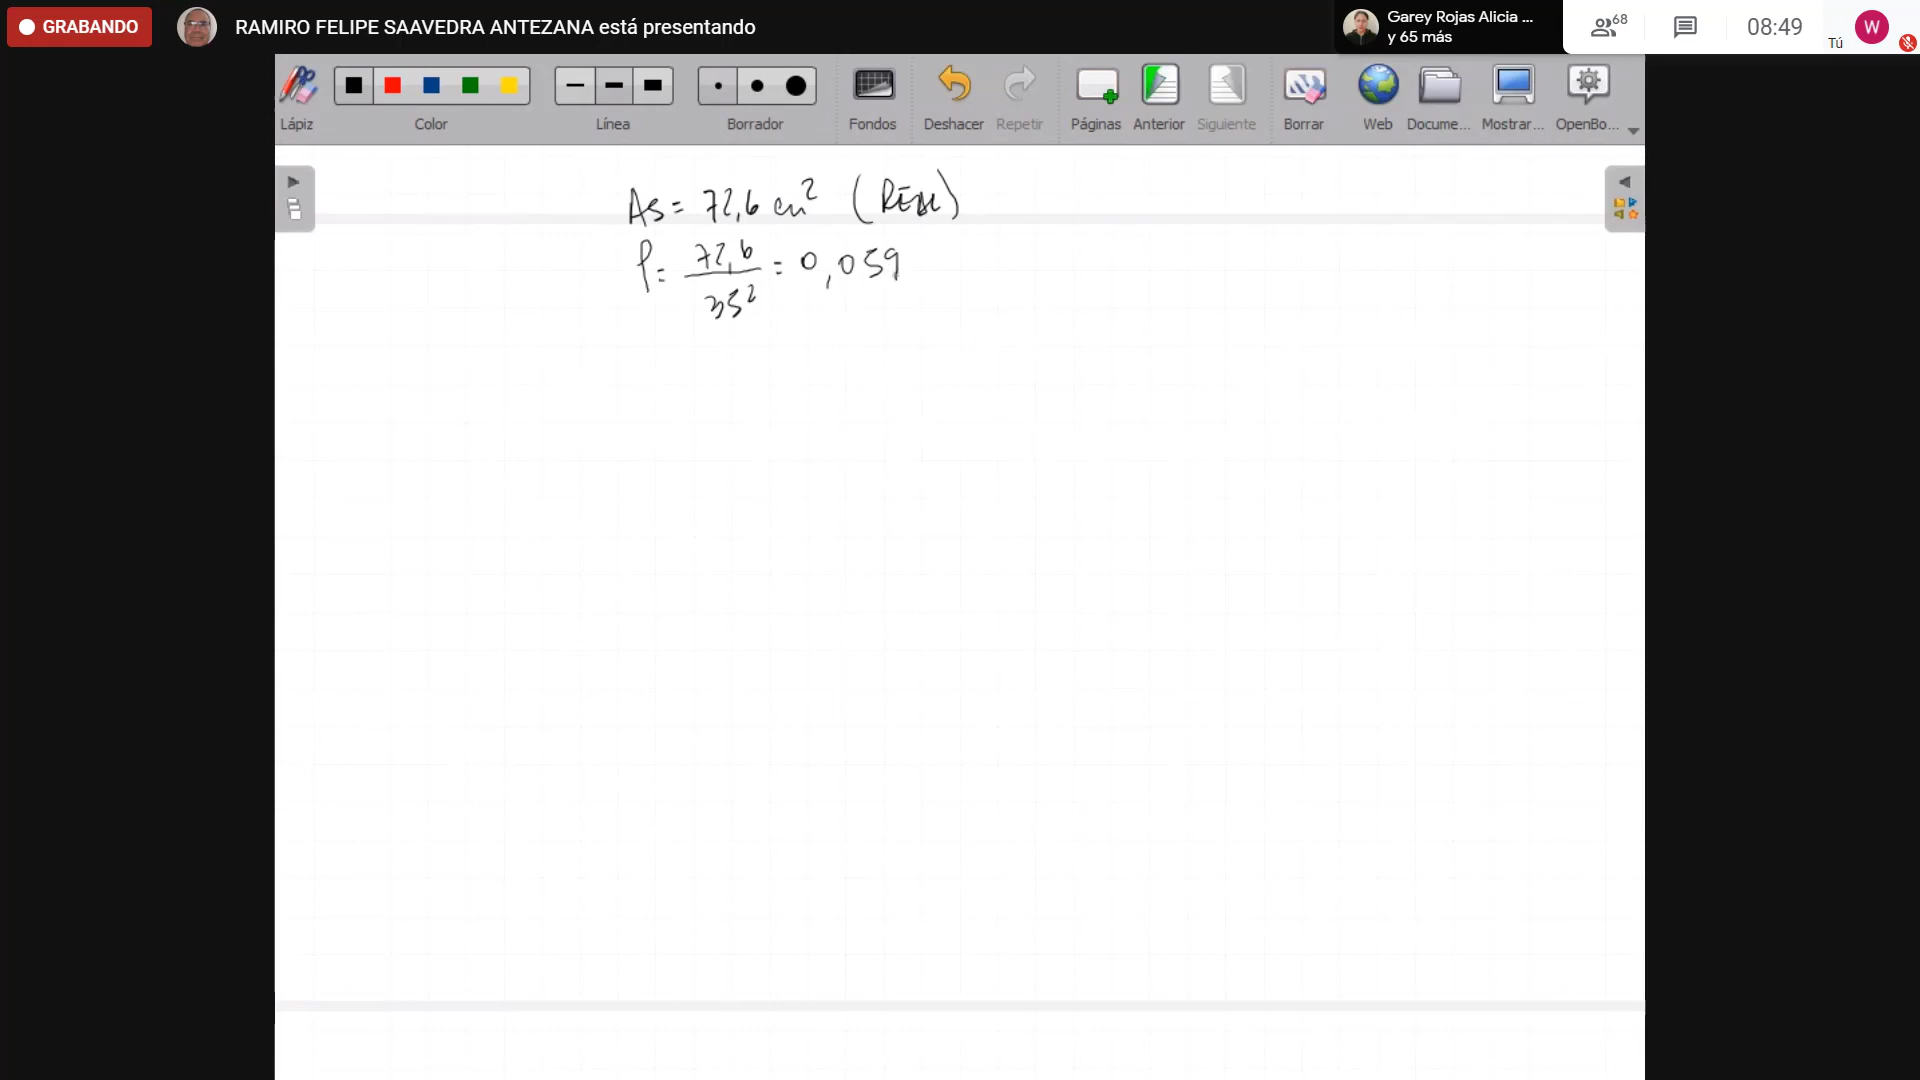 GRABANDO
RAMIRO FELIPE SAAVEDRA ANTEZANA está presentando
Garey Rojas Alicia ...
y 65 más
68
08:49
Tú
W
Lápiz
Color
Línea
Borrador
Fondos
Deshacer
Repetir
Páginas
Anterior
Siguiente
Borrar
Web
Docume...
Mostrar...
OpenBo...
As = 72,6 cm² (REAL)
ρ = 72,6 / 35² = 0,059